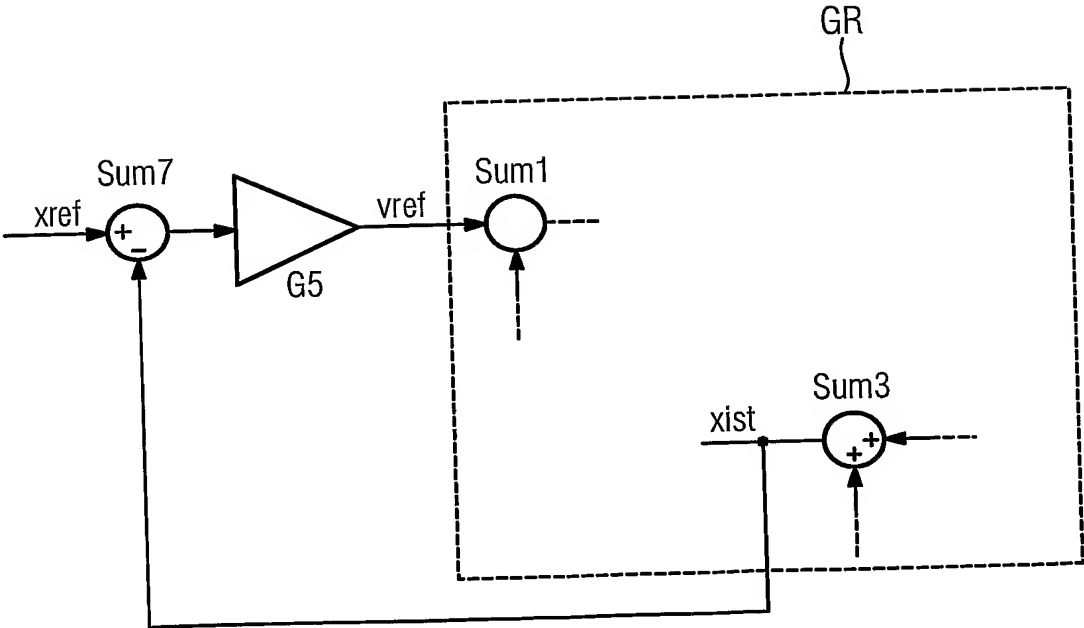 GR
Sum7
Sum1
xref
vref
+
−
G5
Sum3
xist
+
+